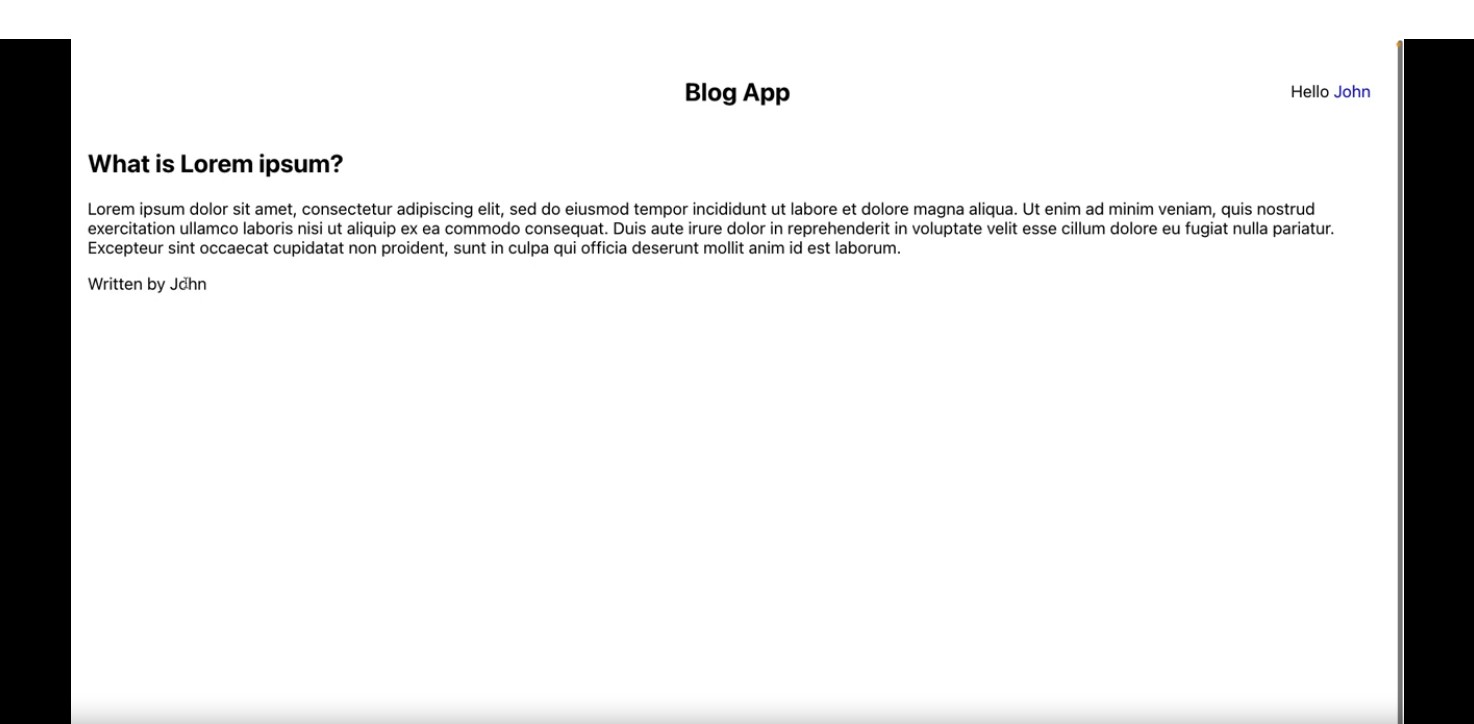 Blog App
Hello John
What is Lorem ipsum?
Lorem ipsum dolor sit amet, consectetur adipiscing elit, sed do eiusmod tempor incididunt ut labore et dolore magna aliqua. Ut enim ad minim veniam, quis nostrud
exercitation ullamco laboris nisi ut aliquip ex ea commodo consequat. Duis aute irure dolor in reprehenderit in voluptate velit esse cillum dolore eu fugiat nulla pariatur.
Excepteur sint occaecat cupidatat non proident, sunt in culpa qui officia deserunt mollit anim id est laborum.
Written by John